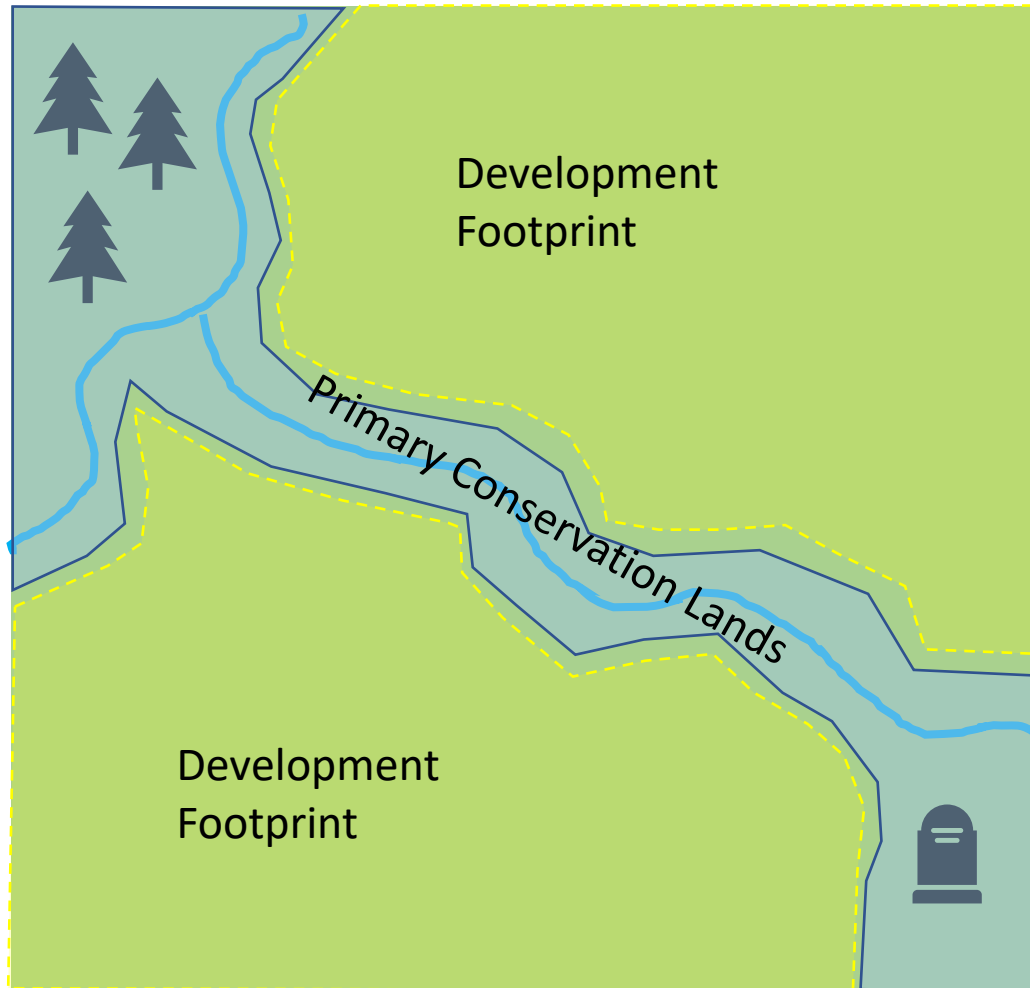 Development
Footprint
Primary Conservation Lands
Development
Footprint